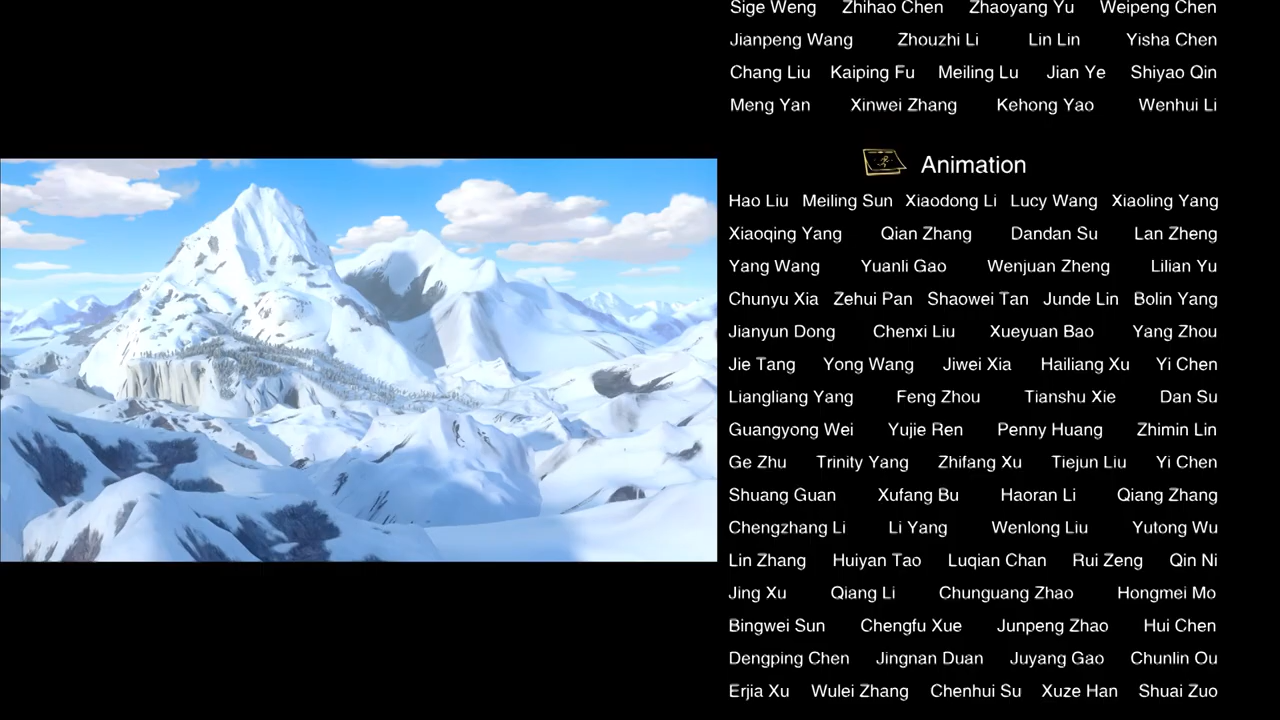 Sige Weng Zhihao Chen Zhaoyang Yu Weipeng Chen
Jianpeng Wang Zhouzhi Li Lin Lin Yisha Chen
Chang Liu Kaiping Fu Meiling Lu Jian Ye Shiyao Qin
Meng Yan Xinwei Zhang Kehong Yao Wenhui Li
Animation
Hao Liu Meiling Sun Xiaodong Li Lucy Wang Xiaoling Yang
Xiaoqing Yang Qian Zhang Dandan Su Lan Zheng
Yang Wang Yuanli Gao Wenjuan Zheng Lilian Yu
Chunyu Xia Zehui Pan Shaowei Tan Junde Lin Bolin Yang
Jianyun Dong Chenxi Liu Xueyuan Bao Yang Zhou
Jie Tang Yong Wang Jiwei Xia Hailiang Xu Yi Chen
Liangliang Yang Feng Zhou Tianshu Xie Dan Su
Guangyong Wei Yujie Ren Penny Huang Zhimin Lin
Ge Zhu Trinity Yang Zhifang Xu Tiejun Liu Yi Chen
Shuang Guan Xufang Bu Haoran Li Qiang Zhang
Chengzhang Li Li Yang Wenlong Liu Yutong Wu
Lin Zhang Huiyan Tao Luqian Chan Rui Zeng Qin Ni
Jing Xu Qiang Li Chunguang Zhao Hongmei Mo
Bingwei Sun Chengfu Xue Junpeng Zhao Hui Chen
Dengping Chen Jingnan Duan Juyang Gao Chunlin Ou
Erjia Xu Wulei Zhang Chenhui Su Xuze Han Shuai Zuo